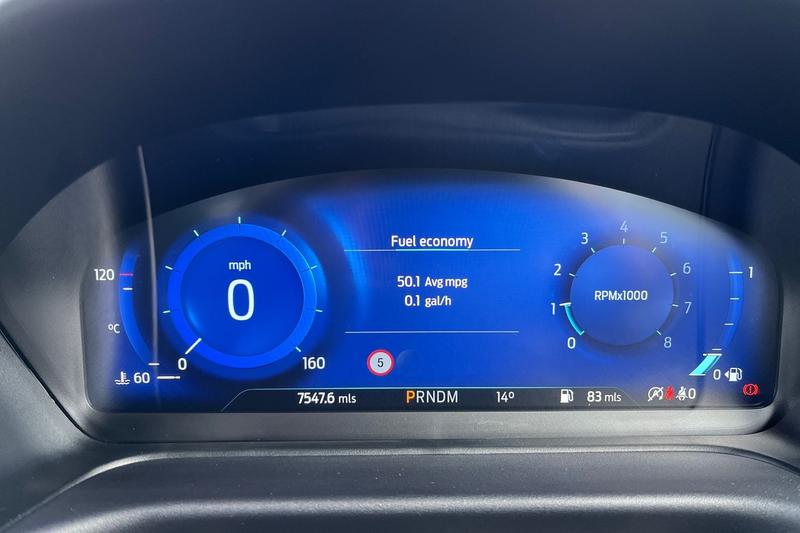 Fuel economy
50.1 Avg mpg
0.1 gal/h
mph
0
0
160
120
°C
60
5
RPMx1000
0
1
2
3
4
5
6
7
8
1
0
7547.6 mls
PRNDM
14°
83 mls
0